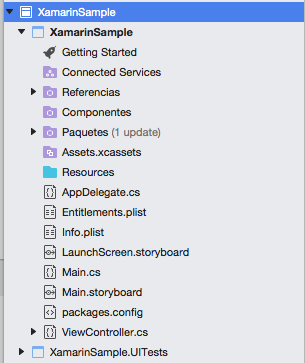 XamarinSample
XamarinSample
Getting Started
Connected Services
Referencias
Componentes
Paquetes (1 update)
Assets.xcassets
Resources
AppDelegate.cs
Entitlements.plist
Info.plist
LaunchScreen.storyboard
Main.cs
Main.storyboard
packages.config
ViewController.cs
XamarinSample.UITests